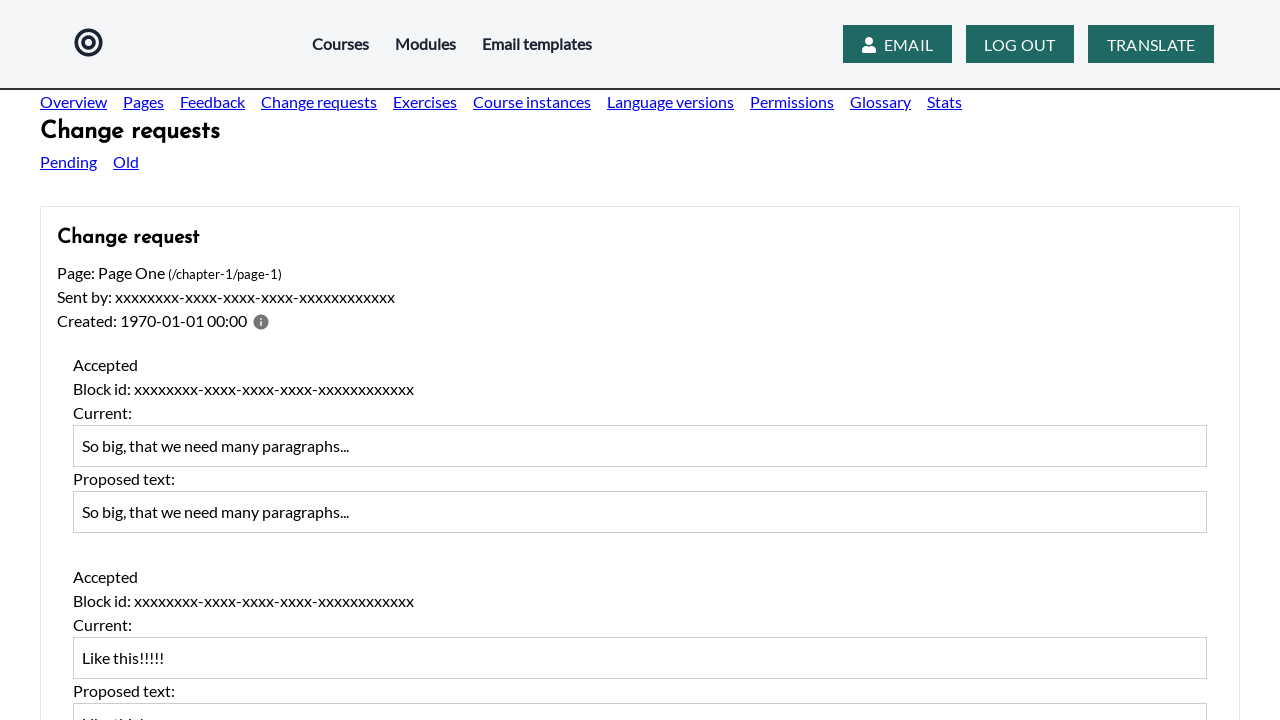 Courses Modules Email templates EMAIL LOG OUT TRANSLATE
Overview Pages Feedback Change requests Exercises Course instances Language versions Permissions Glossary Stats
Change requests
Pending Old
Change request
Page: Page One (/chapter-1/page-1)
Sent by: xxxxxxxx-xxxx-xxxx-xxxx-xxxxxxxxxxxx
Created: 1970-01-01 00:00
Accepted
Block id: xxxxxxxx-xxxx-xxxx-xxxx-xxxxxxxxxxxx
Current:
So big, that we need many paragraphs...
Proposed text:
So big, that we need many paragraphs...
Accepted
Block id: xxxxxxxx-xxxx-xxxx-xxxx-xxxxxxxxxxxx
Current:
Like this!!!!!
Proposed text: